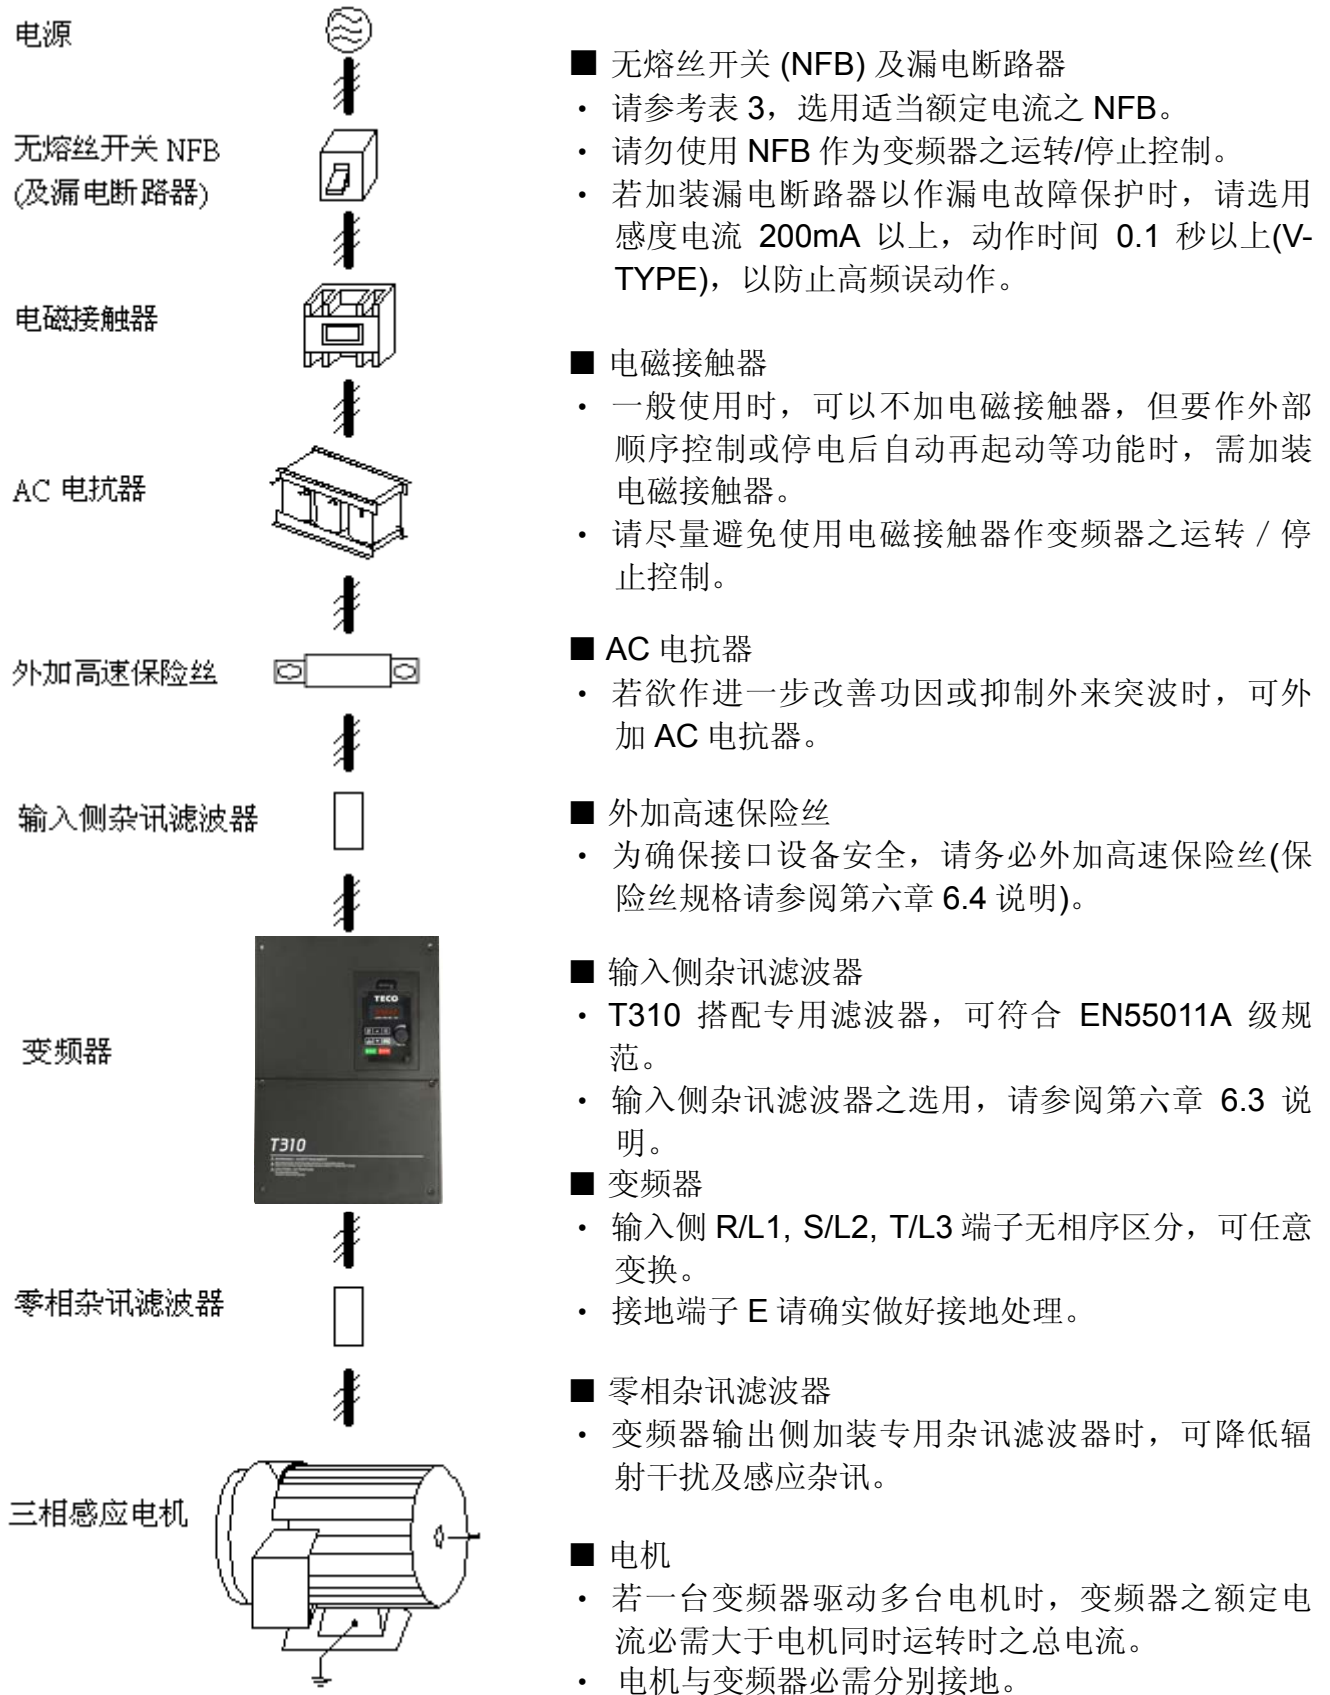 电源
无熔丝开关 NFB
(及漏电断路器)
电磁接触器
AC 电抗器
外加高速保险丝
输入侧杂讯滤波器
变频器
TECO
T310
零相杂讯滤波器
三相感应电机
■ 无熔丝开关 (NFB) 及漏电断路器
· 请参考表 3，选用适当额定电流之 NFB。
· 请勿使用 NFB 作为变频器之运转/停止控制。
· 若加装漏电断路器以作漏电故障保护时，请选用
感度电流 200mA 以上，动作时间 0.1 秒以上(V-
TYPE)，以防止高频误动作。
■ 电磁接触器
· 一般使用时，可以不加电磁接触器，但要作外部
顺序控制或停电后自动再起动等功能时，需加装
电磁接触器。
· 请尽量避免使用电磁接触器作变频器之运转／停
止控制。
■ AC 电抗器
· 若欲作进一步改善功因或抑制外来突波时，可外
加 AC 电抗器。
■ 外加高速保险丝
· 为确保接口设备安全，请务必外加高速保险丝(保
险丝规格请参阅第六章 6.4 说明)。
■ 输入侧杂讯滤波器
· T310 搭配专用滤波器，可符合 EN55011A 级规
范。
· 输入侧杂讯滤波器之选用，请参阅第六章 6.3 说
明。
■ 变频器
· 输入侧 R/L1, S/L2, T/L3 端子无相序区分，可任意
变换。
· 接地端子 E 请确实做好接地处理。
■ 零相杂讯滤波器
· 变频器输出侧加装专用杂讯滤波器时，可降低辐
射干扰及感应杂讯。
■ 电机
· 若一台变频器驱动多台电机时，变频器之额定电
流必需大于电机同时运转时之总电流。
· 电机与变频器必需分别接地。